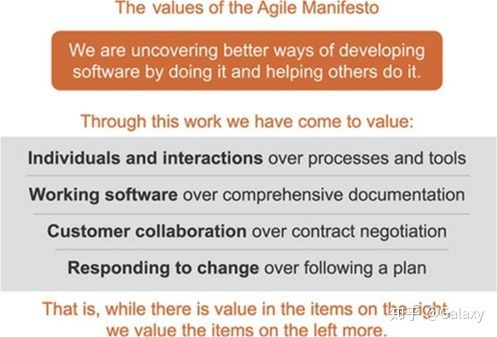 The values of the Agile Manifesto
We are uncovering better ways of developing
software by doing it and helping others do it.
Through this work we have come to value:
Individuals and interactions over processes and tools
Working software over comprehensive documentation
Customer collaboration over contract negotiation
Responding to change over following a plan
That is, while there is value in the items on the right,
we value the items on the left more.
知乎 @Galaxy